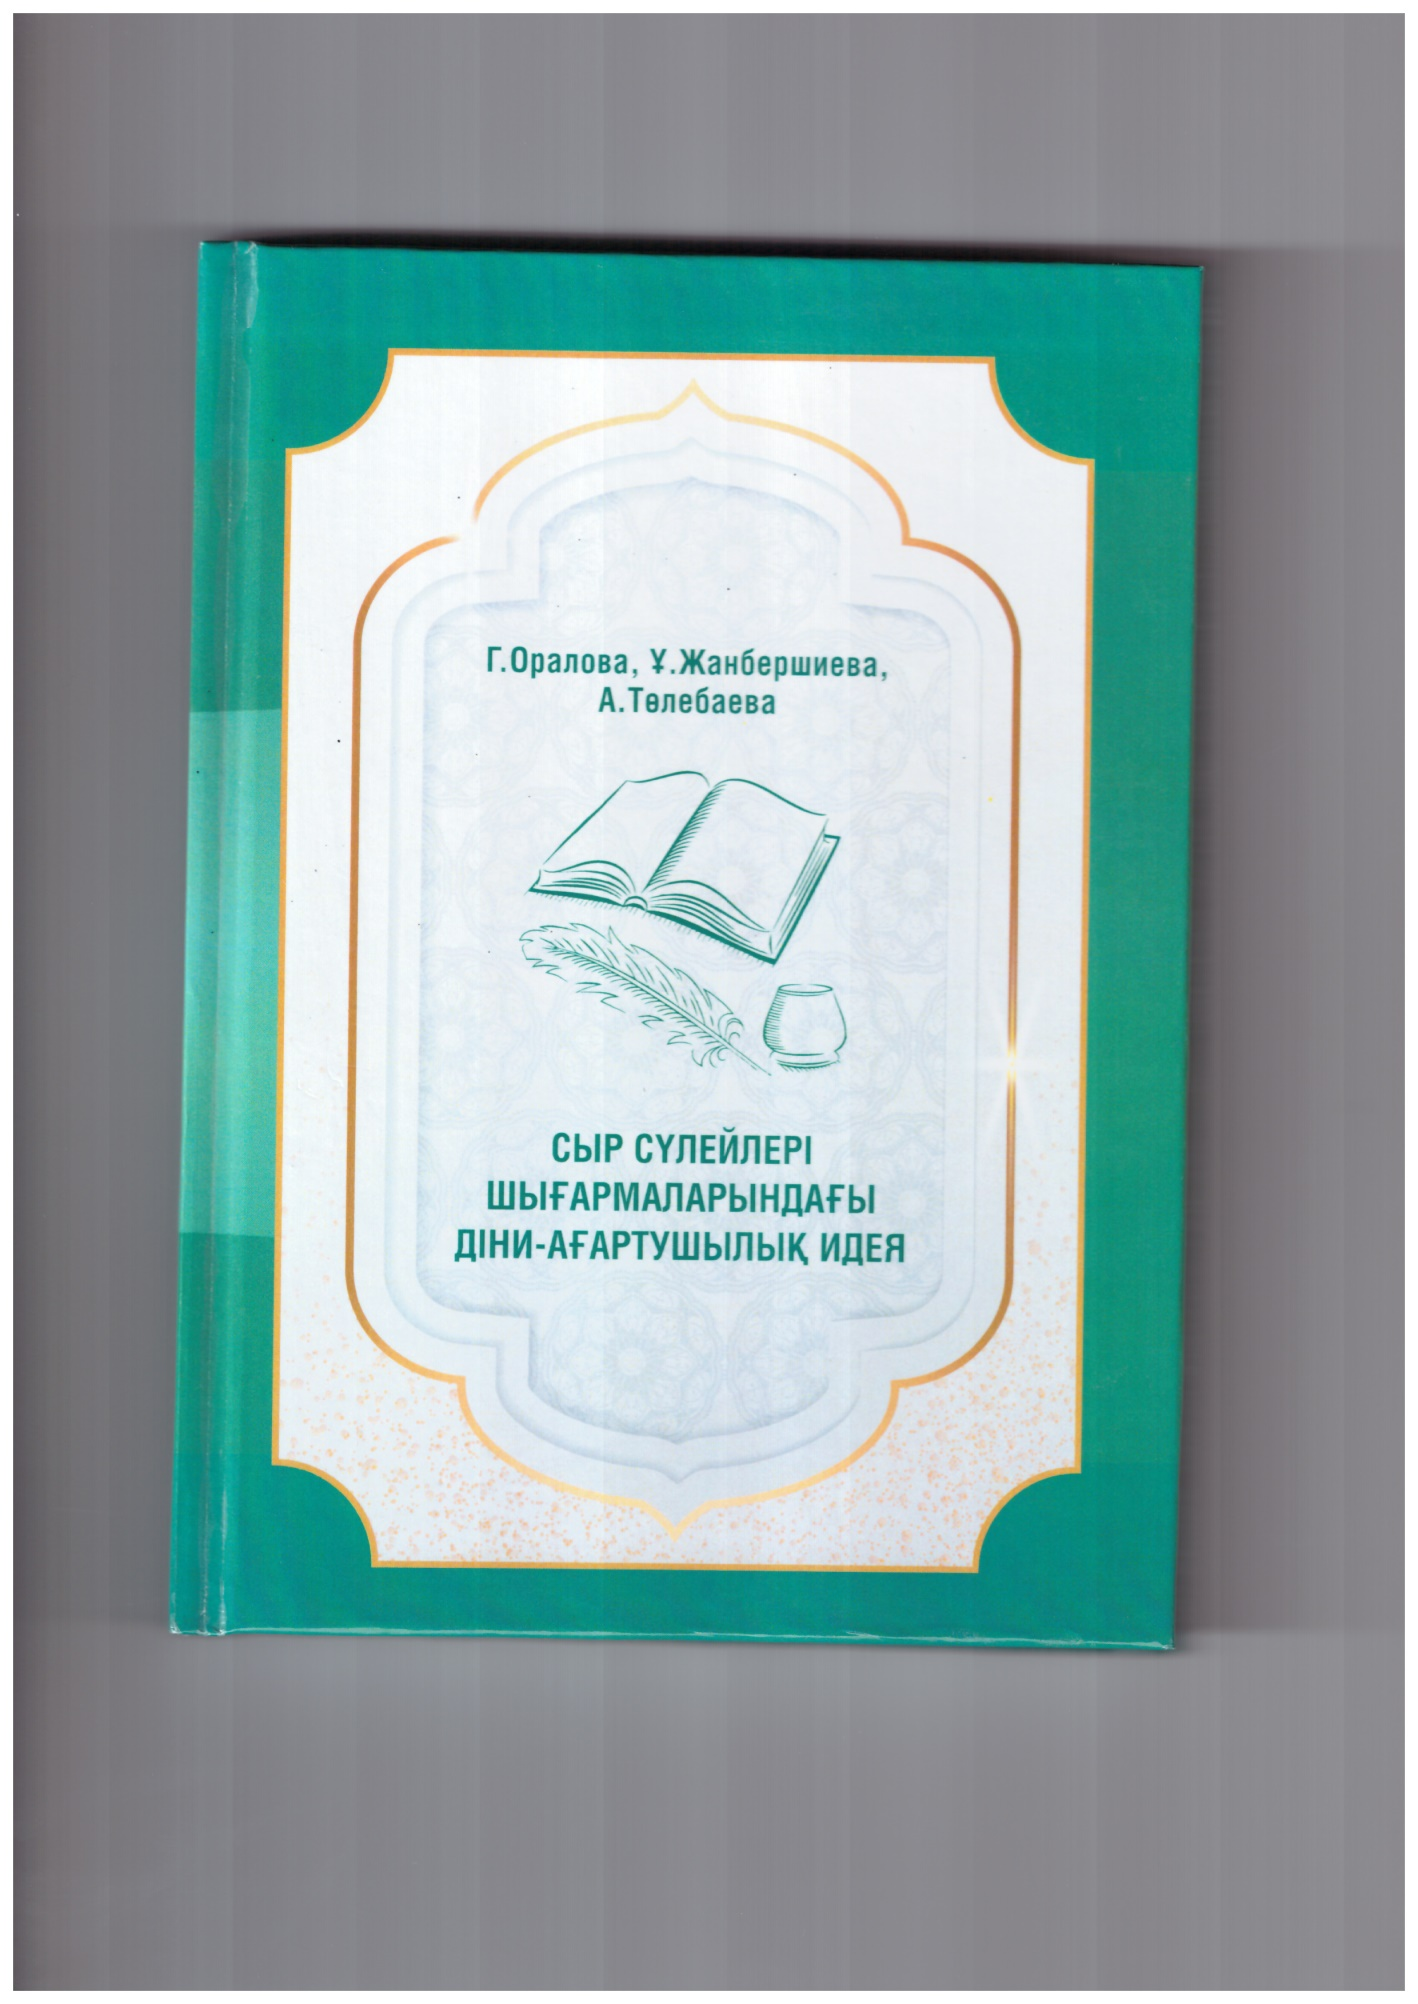 Г.Оралова, Ұ.Жанбершиева,
А.Төлебаева
СЫР СҮЛЕЙЛЕРІ
ШЫҒАРМАЛАРЫНДАҒЫ
ДІНИ-АҒАРТУШЫЛЫҚ ИДЕЯ